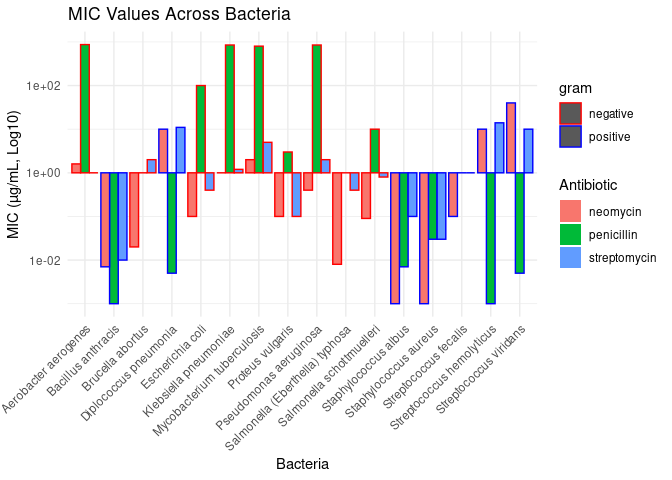 MIC Values Across Bacteria
MIC (µg/mL, Log10)
1e+02
1e+00
1e-02
Aerobacter aerogenes
Bacillus anthracis
Brucella abortus
Diplococcus pneumonia
Escherichia coli
Klebsiella pneumoniae
Mycobacterium tuberculosis
Proteus vulgaris
Pseudomonas aeruginosa
Salmonella (Eberthella) typhosa
Salmonella schottmuelleri
Staphylococcus albus
Staphylococcus aureus
Streptococcus fecalis
Streptococcus hemolyticus
Streptococcus viridans
Bacteria
gram
negative
positive
Antibiotic
neomycin
penicillin
streptomycin